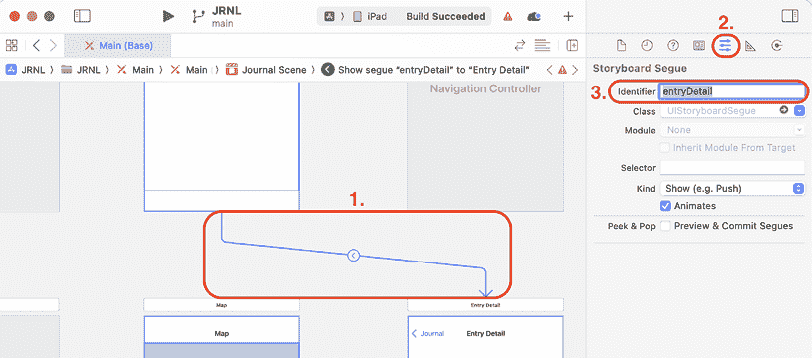 JRNL
main
iPad
Build Succeeded
2.
Main (Base)
JRNL
JRNL
Main
Main
Journal Scene
Show segue “entryDetail” to “Entry Detail”
Storyboard Segue
3.
Identifier entryDetail
Class UIStoryboardSegue
Module None
Inherit Module From Target
Selector
Kind Show (e.g. Push)
Animates
Peek & Pop Preview & Commit Segues
Navigation Controller
1.
Map
Entry Detail
Map
Journal Entry Detail